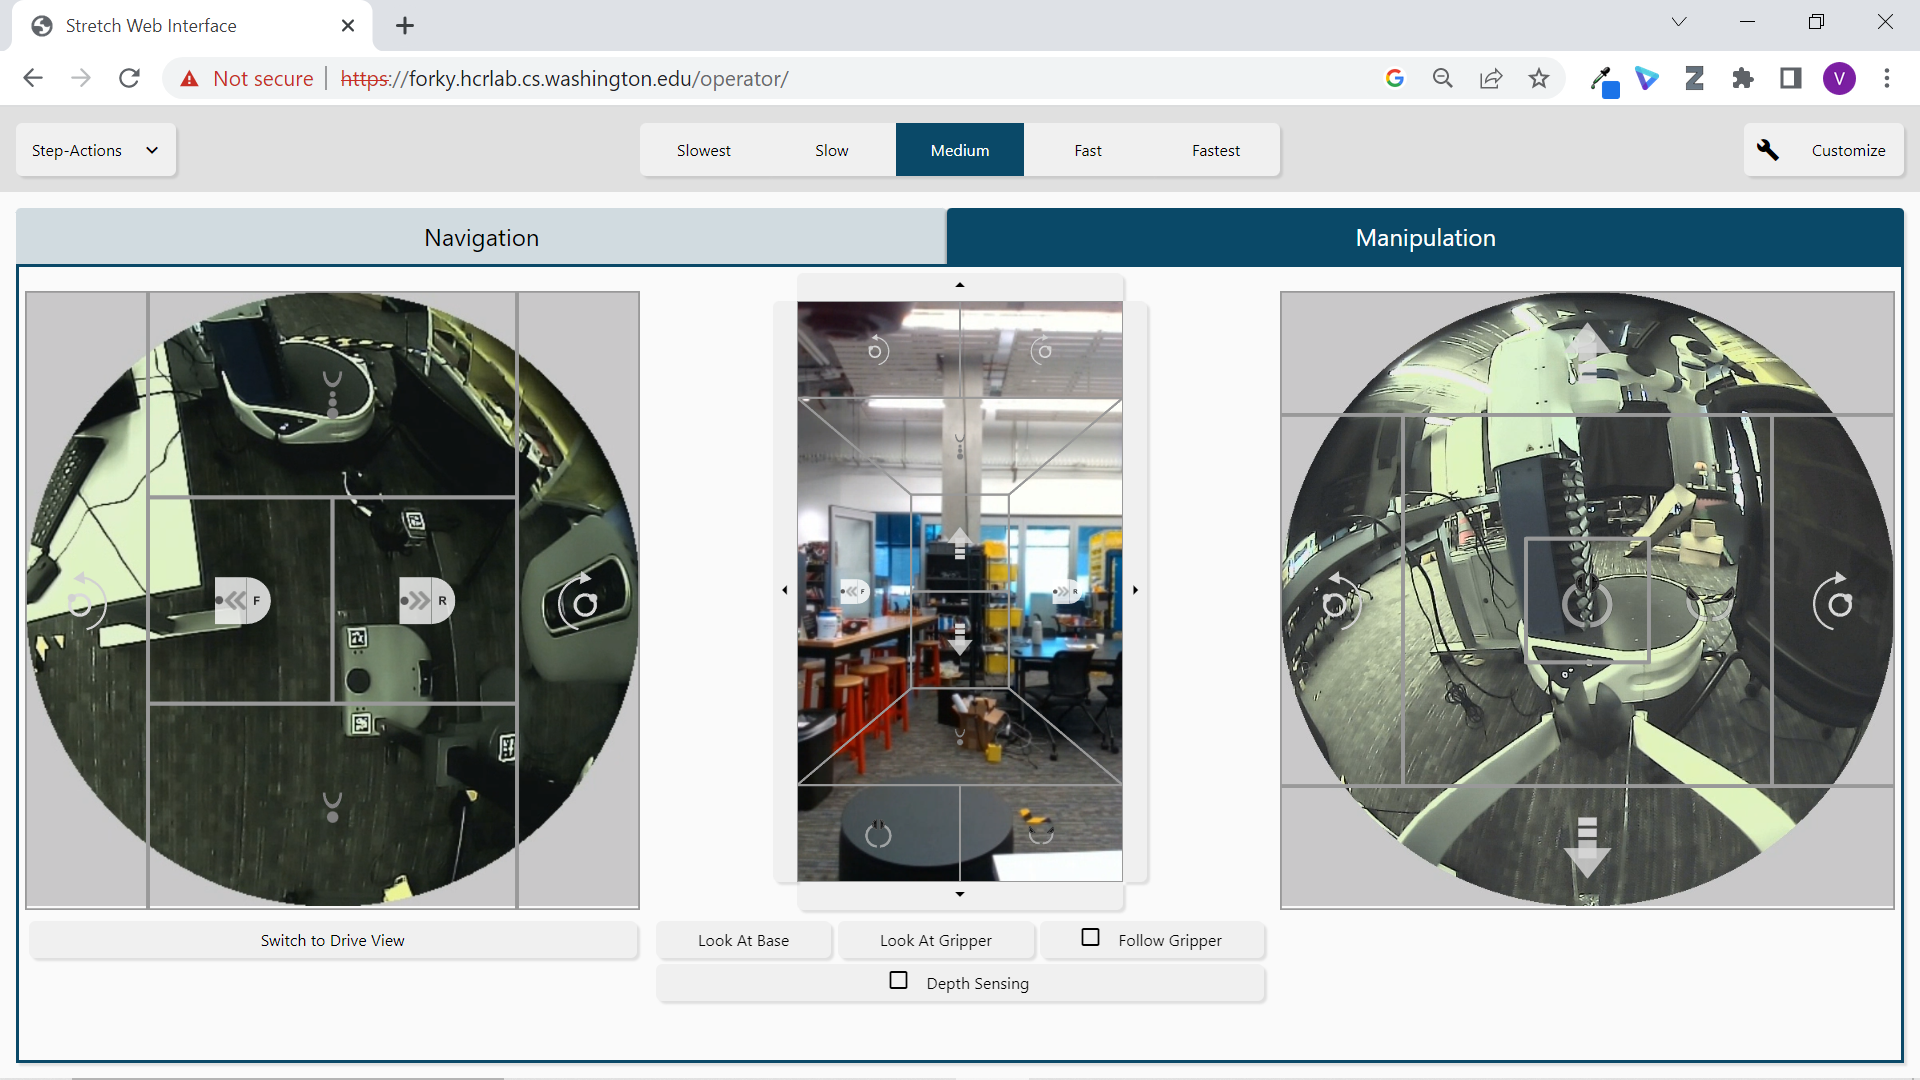 Stretch Web Interface
Not secure
https://forky.hcrlab.cs.washington.edu/operator/
V
Step-Actions
Slowest
Slow
Medium
Fast
Fastest
Customize
Navigation
Manipulation
F
R
F
R
Switch to Drive View
Look At Base
Look At Gripper
Follow Gripper
Depth Sensing